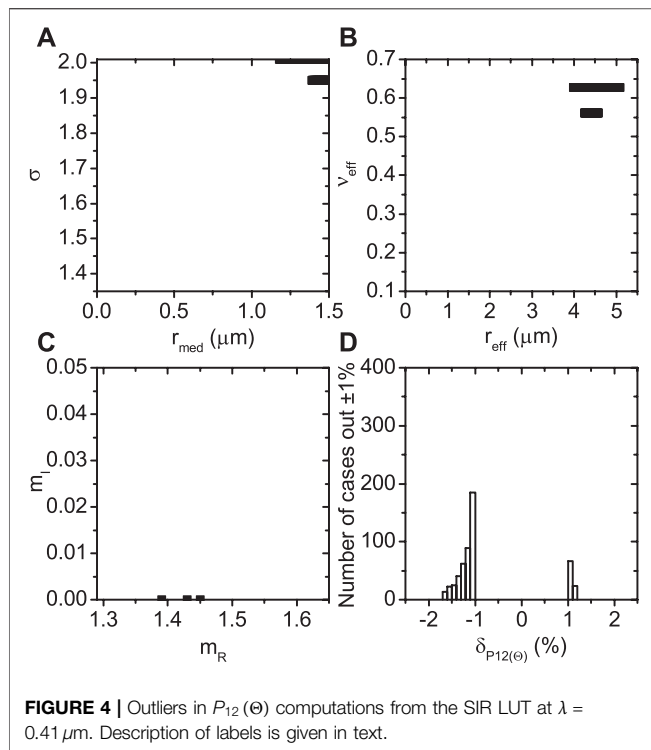 A
2.0
1.9
1.8
1.7
1.6
1.5
1.4
σ
0.0 0.5 1.0 1.5
r_med (μm)
B
0.7
0.6
0.5
0.4
0.3
0.2
0.1
ν_eff
0 1 2 3 4 5
r_eff (μm)
C
0.05
0.04
0.03
0.02
0.01
0.00
m_I
1.3 1.4 1.5 1.6
m_R
D
400
300
200
100
0
Number of cases out ±1%
-2 -1 0 1 2
δ_P12(Θ) (%)
FIGURE 4 | Outliers in P12 (Θ) computations from the SIR LUT at λ =
0.41 μm. Description of labels is given in text.